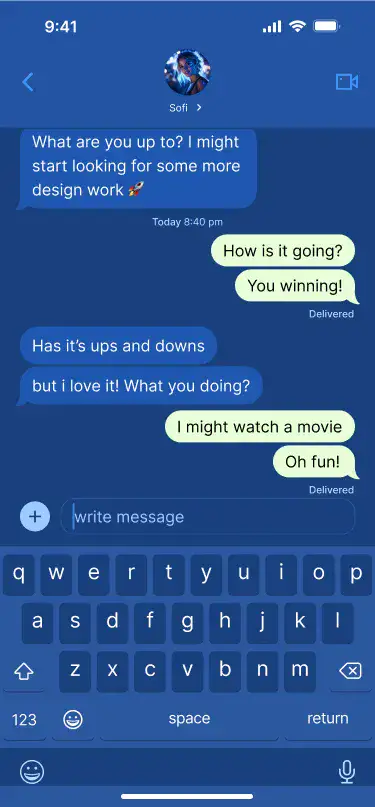 9:41
Sofi >
What are you up to? I might
start looking for some more
design work 🚀
Today 8:40 pm
How is it going?
You winning!
Delivered
Has it’s ups and downs
but i love it! What you doing?
I might watch a movie
Oh fun!
Delivered
write message
q w e r t y u i o p
a s d f g h j k l
z x c v b n m
123 space return